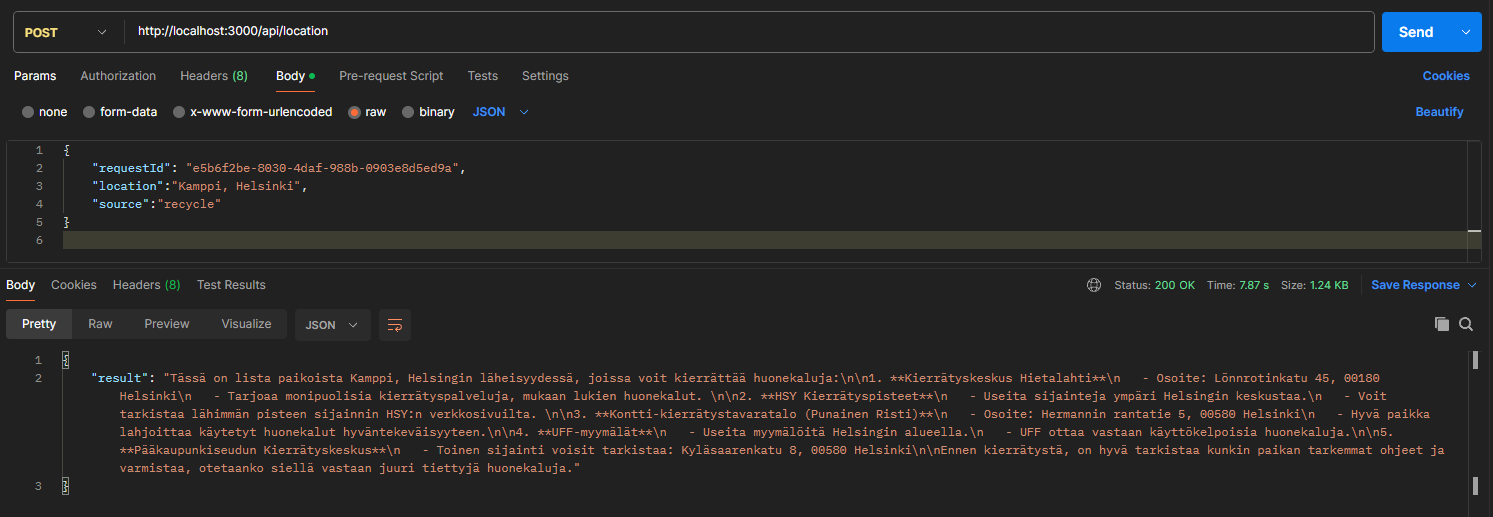 POST http://localhost:3000/api/location Send
Params Authorization Headers (8) Body Pre-request Script Tests Settings Cookies
none form-data x-www-form-urlencoded raw binary JSON Beautify
1 {
2 "requestId": "e5b6f2be-8030-4daf-988b-0903e8d5ed9a",
3 "location":"Kamppi, Helsinki",
4 "source":"recycle"
5 }
6
Body Cookies Headers (8) Test Results Status: 200 OK Time: 7.87 s Size: 1.24 KB Save Response
Pretty Raw Preview Visualize JSON
1 {
2 "result": "Tässä on lista paikoista Kamppi, Helsingin läheisyydessä, joissa voit kierrättää huonekaluja:\n\n1. **Kierrätyskeskus Hietalahti**\n   - Osoite: Lönnrotinkatu 45, 00180
Helsinki\n   - Tarjoaa monipuolisia kierrätyspalveluja, mukaan lukien huonekalut. \n\n2. **HSY Kierrätyspisteet**\n   - Useita sijainteja ympäri Helsingin keskustaa.\n   - Voit
tarkistaa lähimmän pisteen sijainnin HSY:n verkkosivuilta. \n\n3. **Kontti-kierrätystavaratalo (Punainen Risti)**\n   - Osoite: Hermannin rantatie 5, 00580 Helsinki\n   - Hyvä paikka
lahjoittaa käytetyt huonekalut hyväntekeväisyyteen.\n\n4. **UFF-myymälät**\n   - Useita myymälöitä Helsingin alueella.\n   - UFF ottaa vastaan käyttökelpoisia huonekaluja.\n\n5.
**Pääkaupunkiseudun Kierrätyskeskus**\n   - Toinen sijainti voisit tarkistaa: Kyläsaarenkatu 8, 00580 Helsinki\n\nEnnen kierrätystä, on hyvä tarkistaa kunkin paikan tarkemmat ohjeet ja
varmistaa, otetaanko siellä vastaan juuri tiettyjä huonekaluja."
3 }